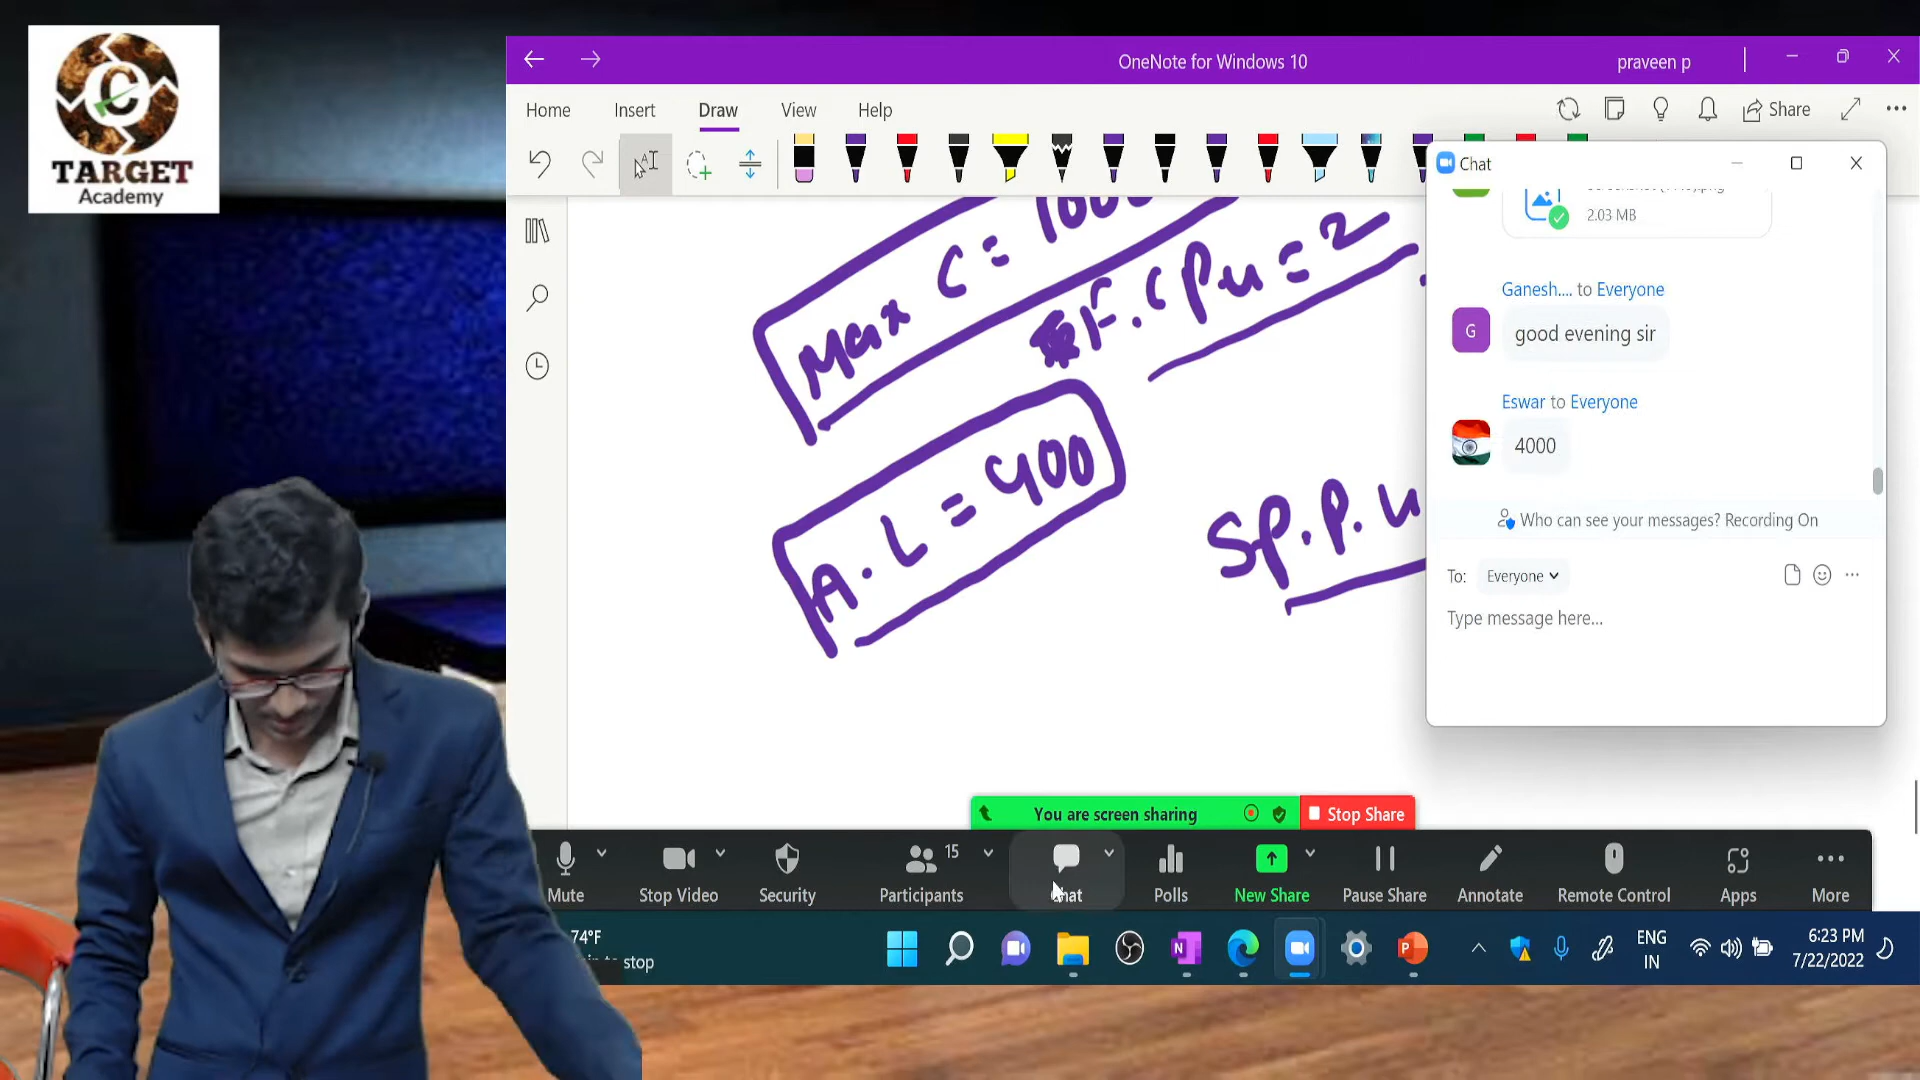 C
TARGET
Academy
OneNote for Windows 10
praveen p
Home
Insert
Draw
View
Help
Share
Chat
2.03 MB
Ganesh.... to Everyone
G
good evening sir
Eswar to Everyone
4000
Who can see your messages? Recording On
To:
Everyone
Type message here...
Max C = 100
F.C P.u = 2
A.L = 400
SP.P.u
You are screen sharing
Stop Share
15
Mute
Stop Video
Security
Participants
Chat
Polls
New Share
Pause Share
Annotate
Remote Control
Apps
More
74°F
to stop
N
P
ENG
IN
6:23 PM
7/22/2022